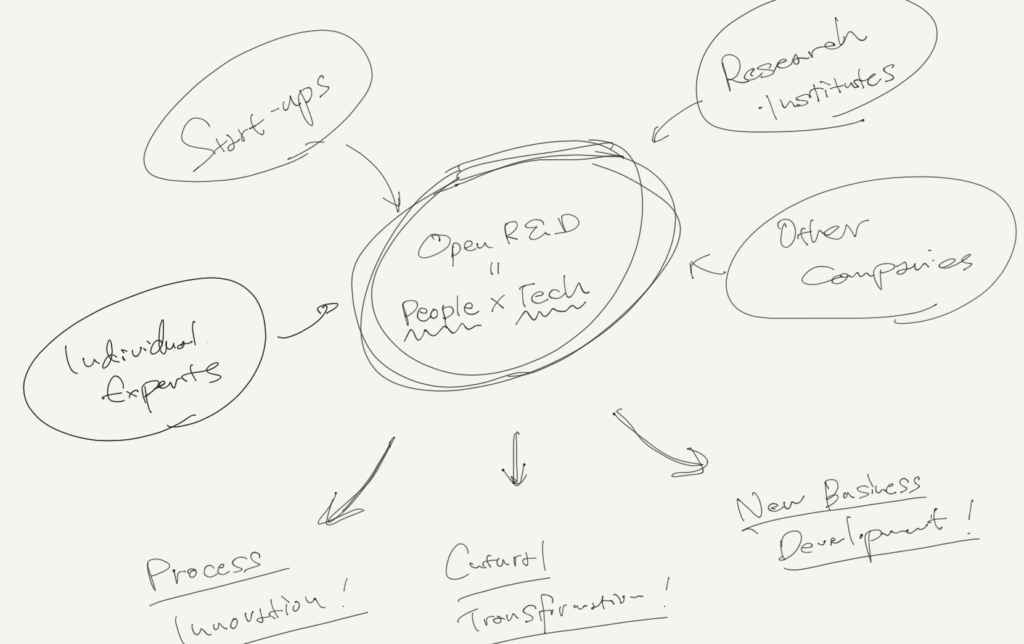 Start-ups
Research
Institutes
Open R&D
=
People × Tech
Other
Companies
Individual
Experts
Process
Innovation!
Cultural
Transformation!
New Business
Development!